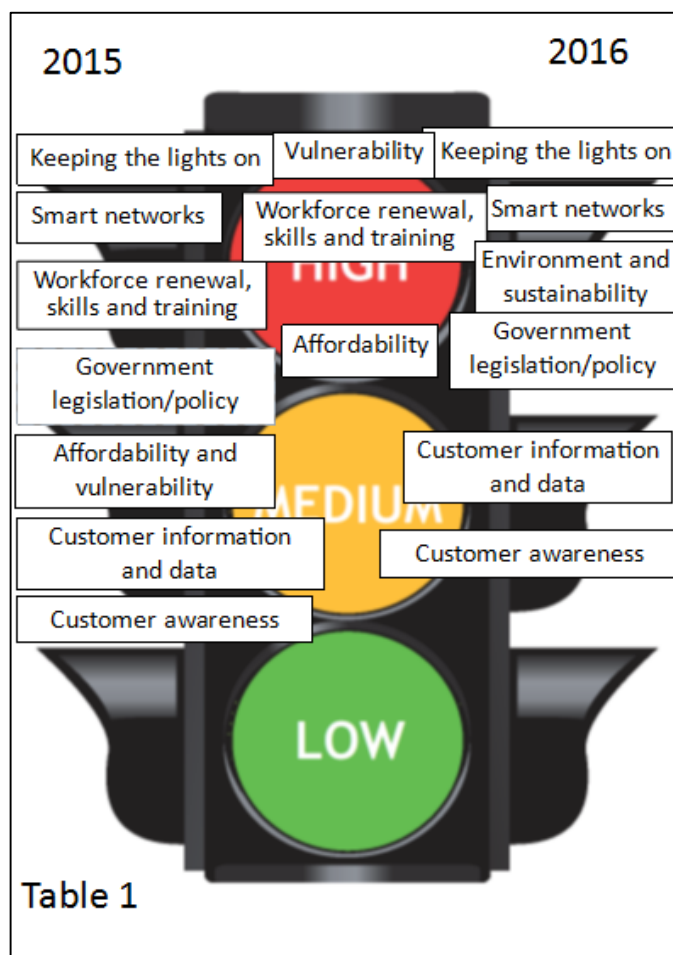 2015
2016
Keeping the lights on
Vulnerability
Keeping the lights on
Smart networks
Workforce renewal,
skills and training
Smart networks
HIGH
Workforce renewal,
skills and training
Environment and
sustainability
Affordability
Government
legislation/policy
Government
legislation/policy
Affordability and
vulnerability
Customer information
and data
MEDIUM
Customer information
and data
Customer awareness
Customer awareness
LOW
Table 1